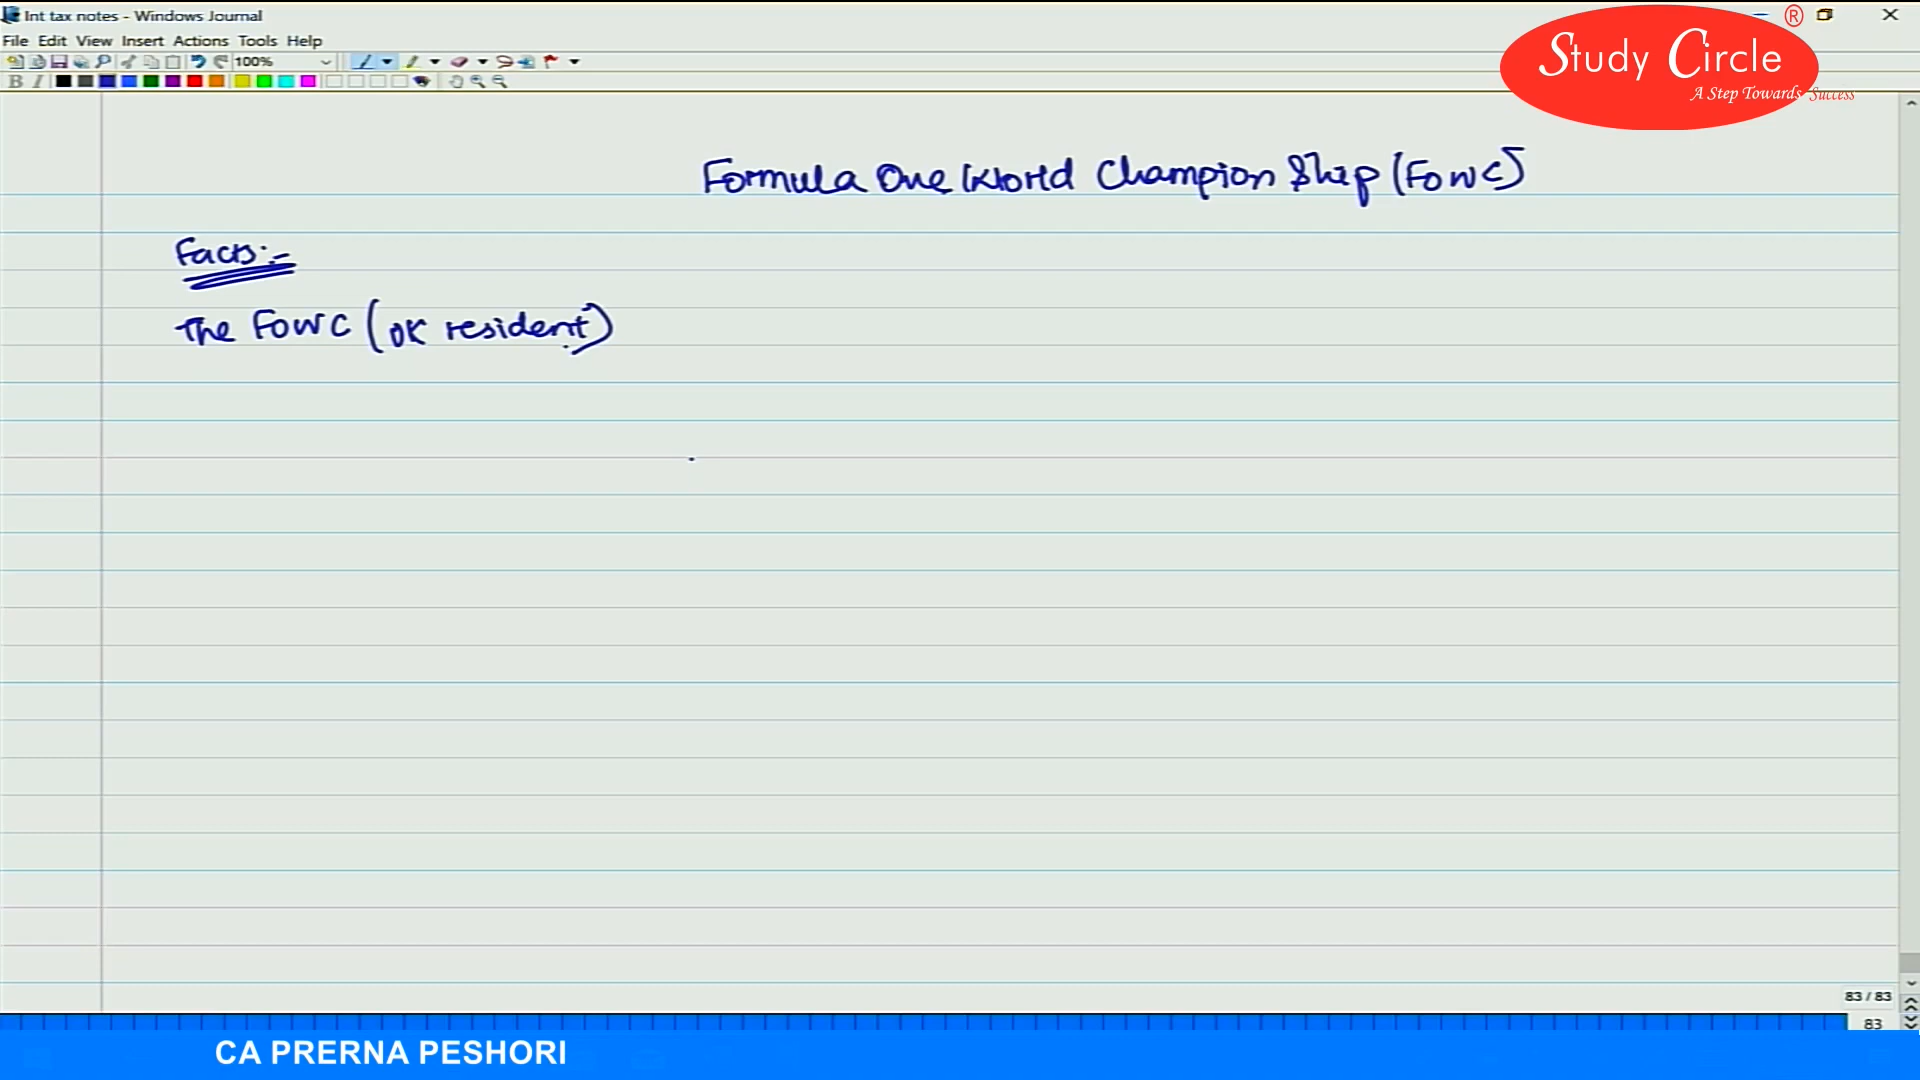 Int tax notes - Windows Journal
File Edit View Insert Actions Tools Help
100%
B I
Study Circle ®
A Step Towards Success
Formula One World Champion Ship (FOWC)
Facts:-
The FOWC (UK resident)
83 / 83
83
CA PRERNA PESHORI